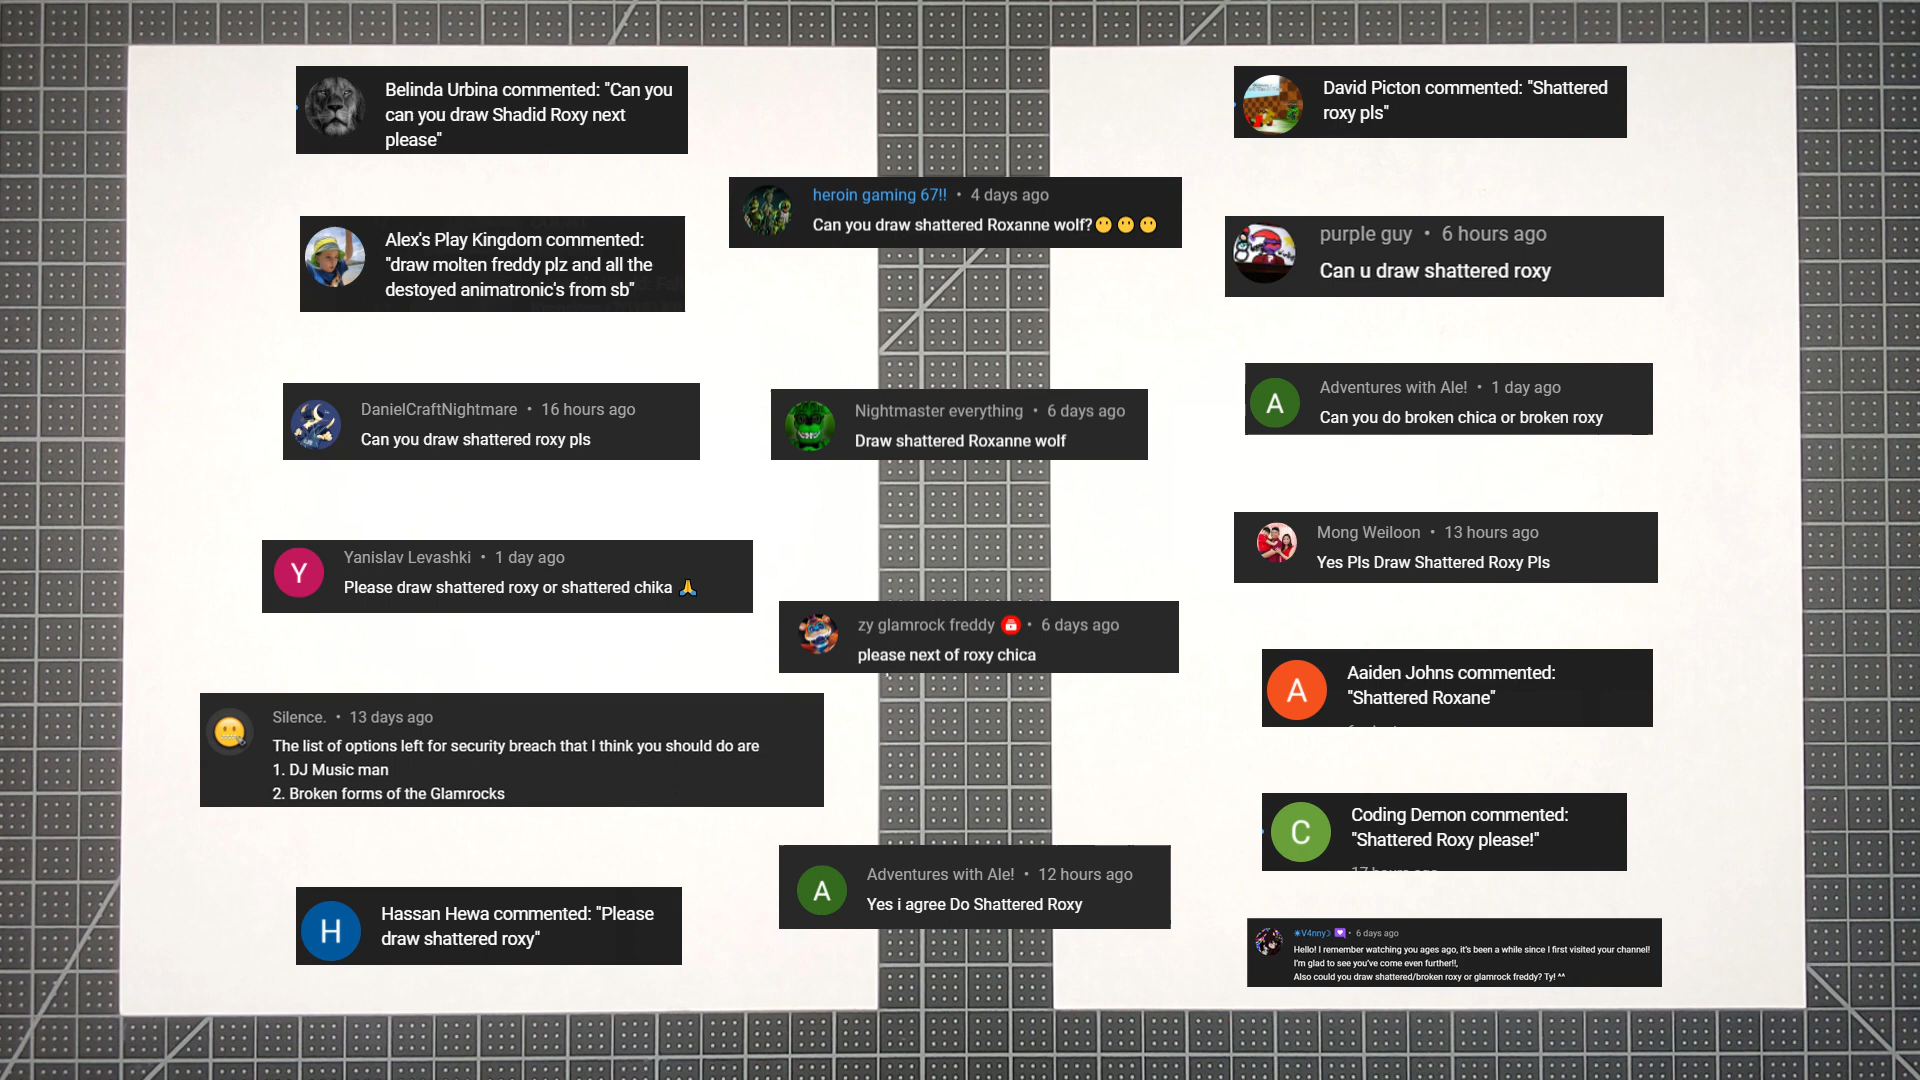 Belinda Urbina commented: "Can you
can you draw Shadid Roxy next
please"
Alex's Play Kingdom commented:
"draw molten freddy plz and all the
destoyed animatronic's from sb"
DanielCraftNightmare • 16 hours ago
Can you draw shattered roxy pls
Y
Yanislav Levashki • 1 day ago
Please draw shattered roxy or shattered chika 🙏
Silence. • 13 days ago
The list of options left for security breach that I think you should do are
1. DJ Music man
2. Broken forms of the Glamrocks
H
Hassan Hewa commented: "Please
draw shattered roxy"
heroin gaming 67!! • 4 days ago
Can you draw shattered Roxanne wolf?😶😶😶
Nightmaster everything • 6 days ago
Draw shattered Roxanne wolf
zy glamrock freddy • 6 days ago
please next of roxy chica
A
Adventures with Ale! • 12 hours ago
Yes i agree Do Shattered Roxy
David Picton commented: "Shattered
roxy pls"
purple guy • 6 hours ago
Can u draw shattered roxy
A
Adventures with Ale! • 1 day ago
Can you do broken chica or broken roxy
Mong Weiloon • 13 hours ago
Yes Pls Draw Shattered Roxy Pls
A
Aaiden Johns commented:
"Shattered Roxane"
C
Coding Demon commented:
"Shattered Roxy please!"
17 hours ago
☀V4nny☽ • 6 days ago
Hello! I remember watching you ages ago, it's been a while since I first visited your channel!
I'm glad to see you've come even further!!,
Also could you draw shattered/broken roxy or glamrock freddy? Ty! ^^